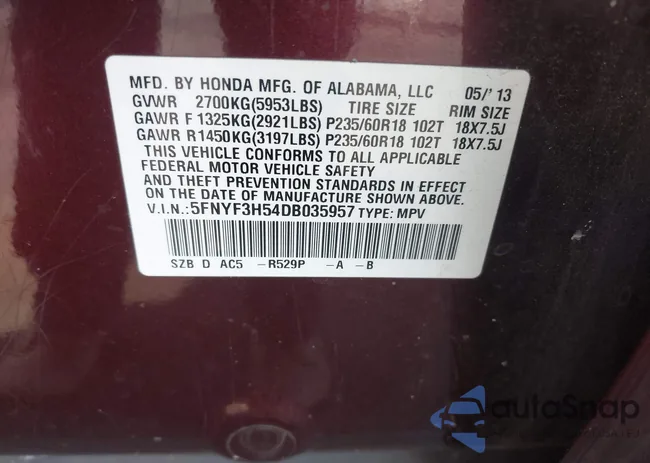 MFD. BY HONDA MFG. OF ALABAMA, LLC 05/'13
GVWR 2700KG(5953LBS) TIRE SIZE RIM SIZE
GAWR F 1325KG(2921LBS) P235/60R18 102T 18X7.5J
GAWR R1450KG(3197LBS) P235/60R18 102T 18X7.5J
THIS VEHICLE CONFORMS TO ALL APPLICABLE
FEDERAL MOTOR VEHICLE SAFETY
AND THEFT PREVENTION STANDARDS IN EFFECT
ON THE DATE OF MANUFACTURE SHOWN ABOVE.
V.I.N.:5FNYF3H54DB035957 TYPE: MPV
SZB D AC5 -R529P -A -B
autoSnap